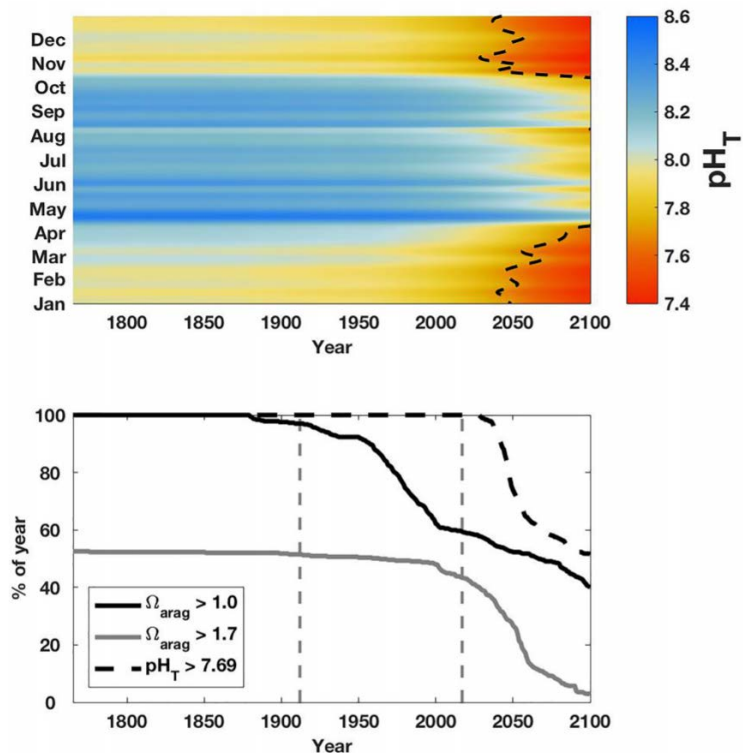 Dec
Nov
Oct
Sep
Aug
Jul
Jun
May
Apr
Mar
Feb
Jan
1800 1850 1900 1950 2000 2050 2100
Year
8.6
8.4
8.2
8.0
7.8
7.6
7.4
pH_T
100
80
60
40
20
0
% of year
Ω_arag > 1.0
Ω_arag > 1.7
pH_T > 7.69
1800 1850 1900 1950 2000 2050 2100
Year